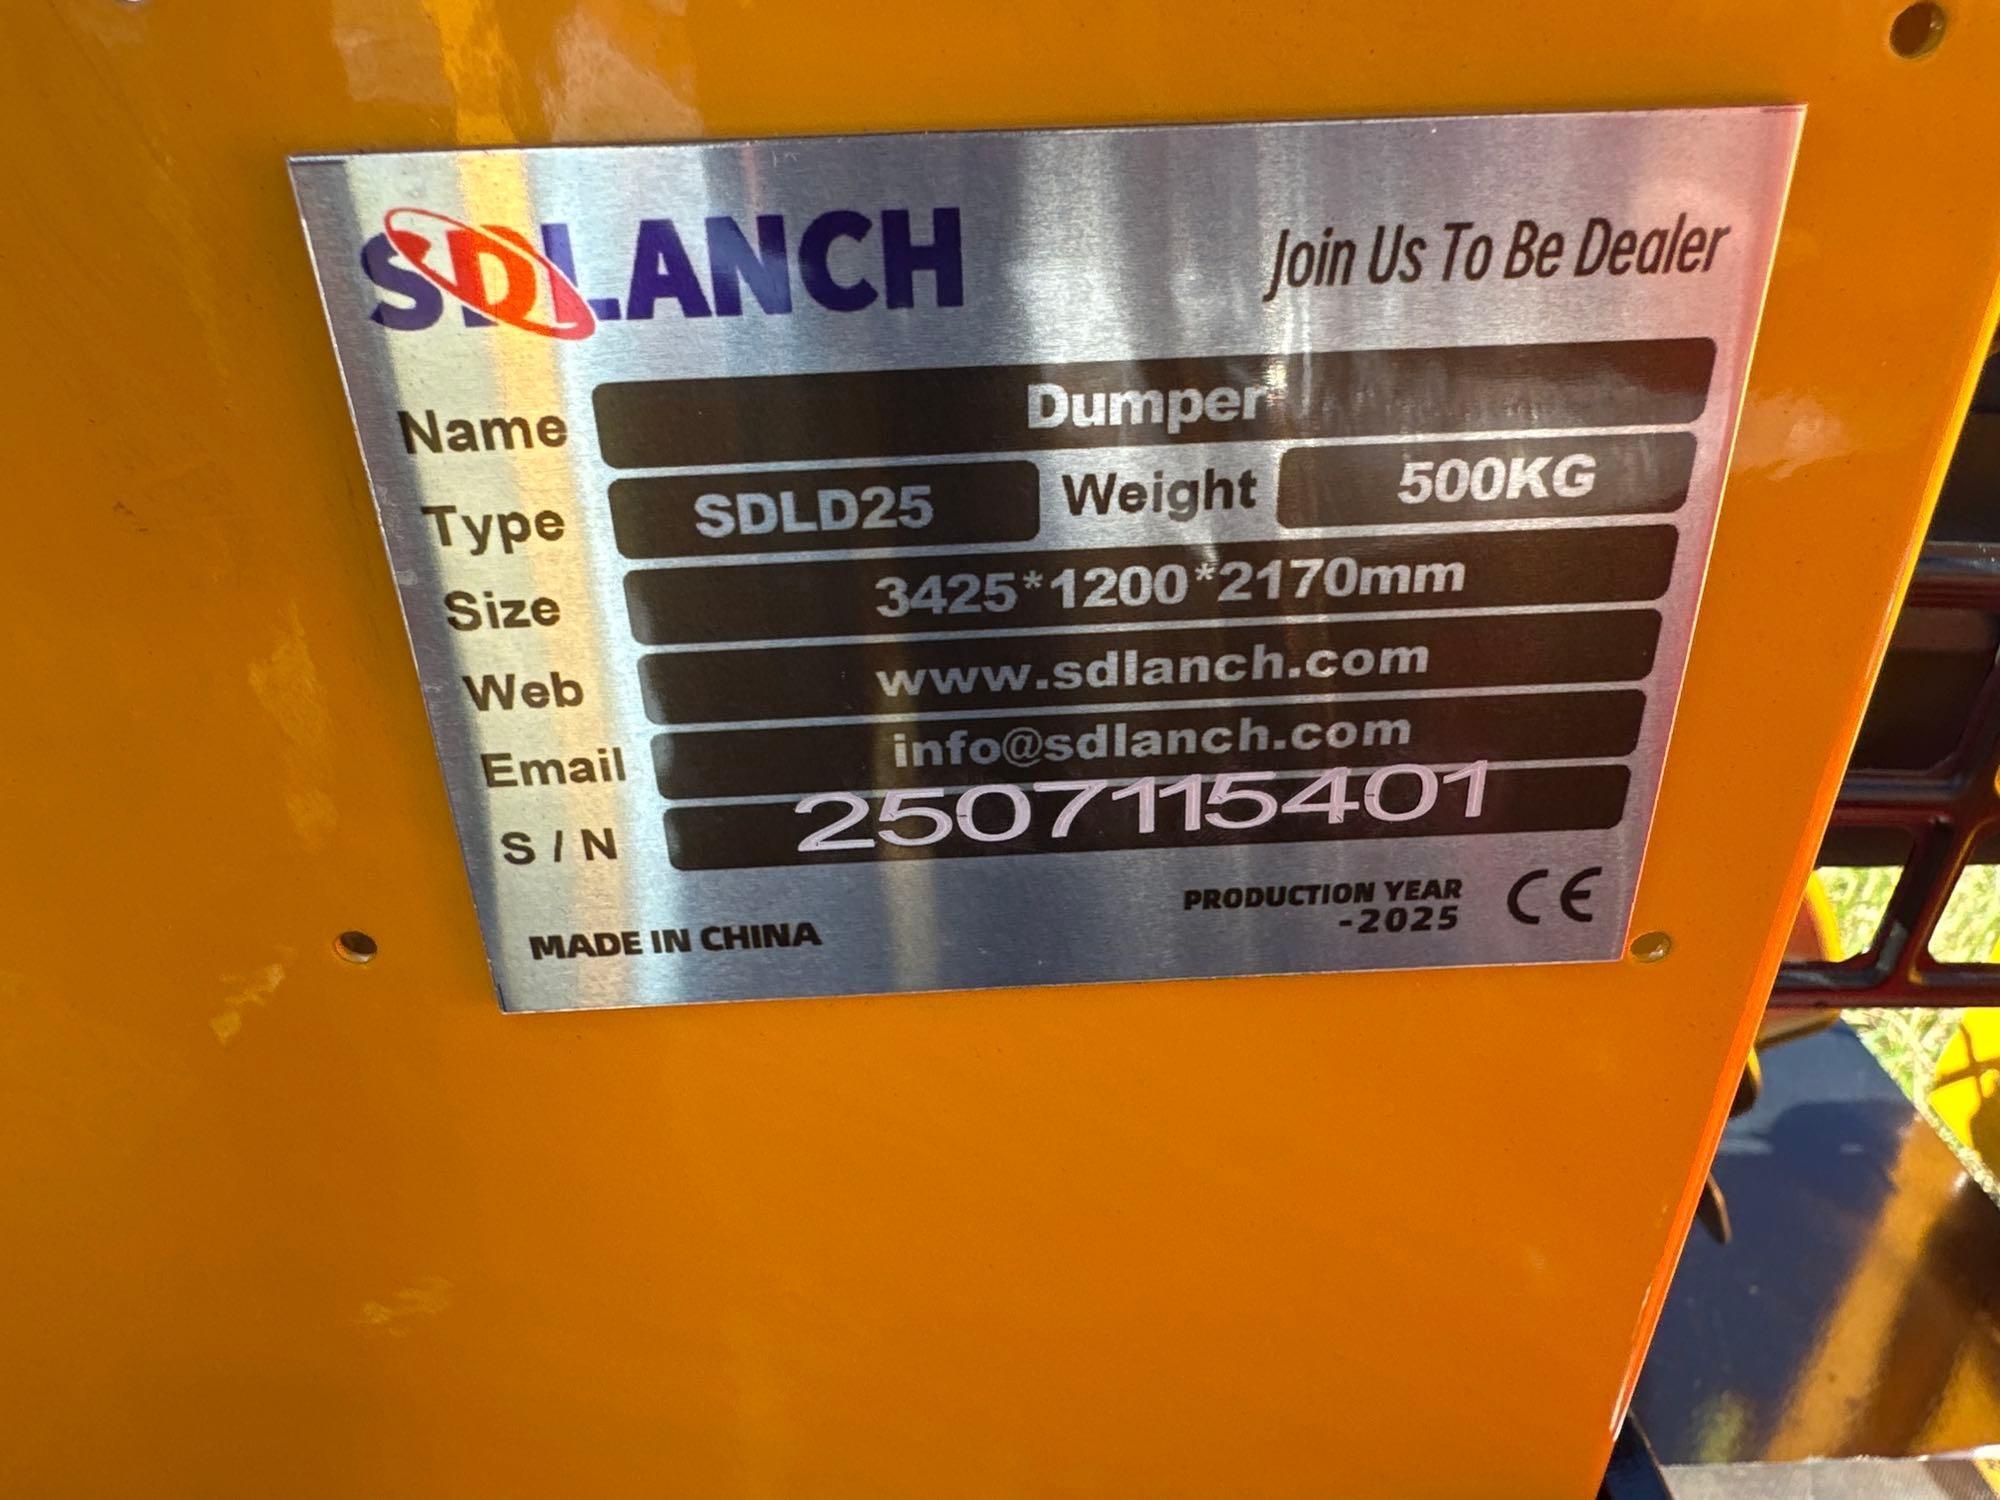 SDLANCH
Join Us To Be Dealer
Name Dumper
Type SDLD25 Weight 500KG
Size 3425*1200*2170mm
Web www.sdlanch.com
Email info@sdlanch.com
S / N 2507115401
MADE IN CHINA
PRODUCTION YEAR
-2025
CE